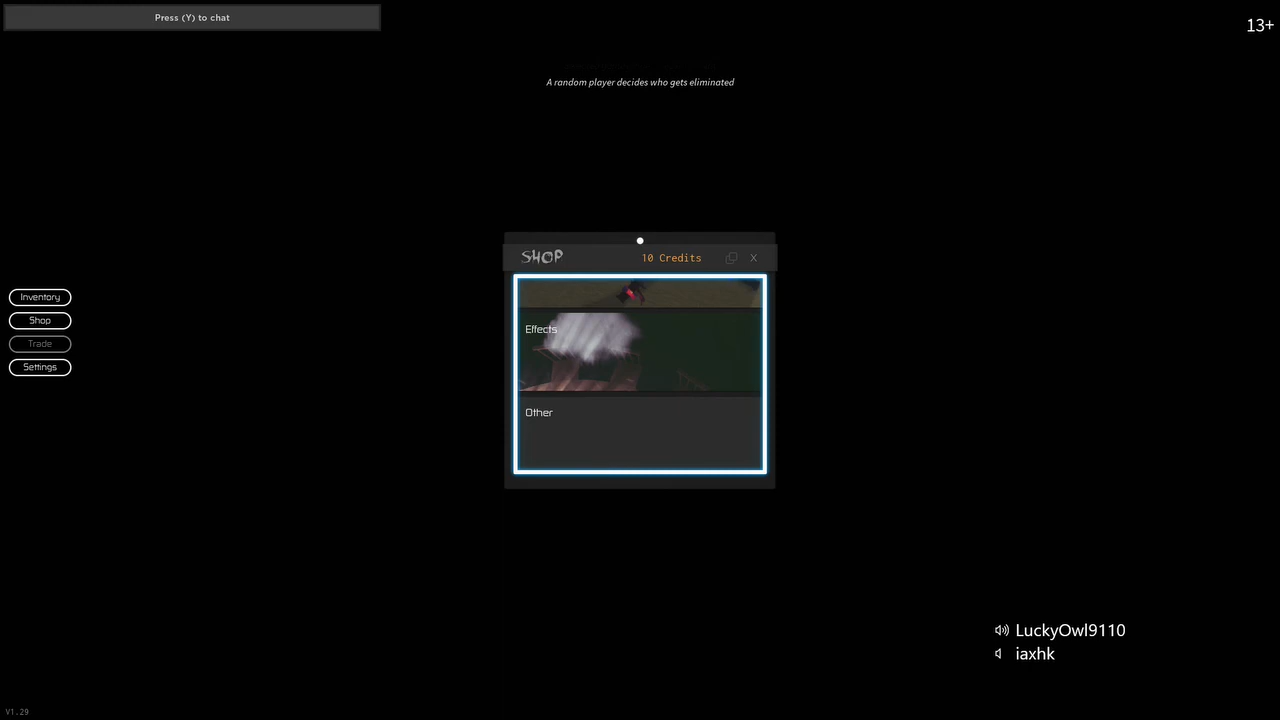 Press (Y) to chat
13+
A random player decides who gets eliminated
SHOP
10 Credits
X
Inventory
Shop
Trade
Settings
Effects
Other
LuckyOwl9110
iaxhk
V1.29